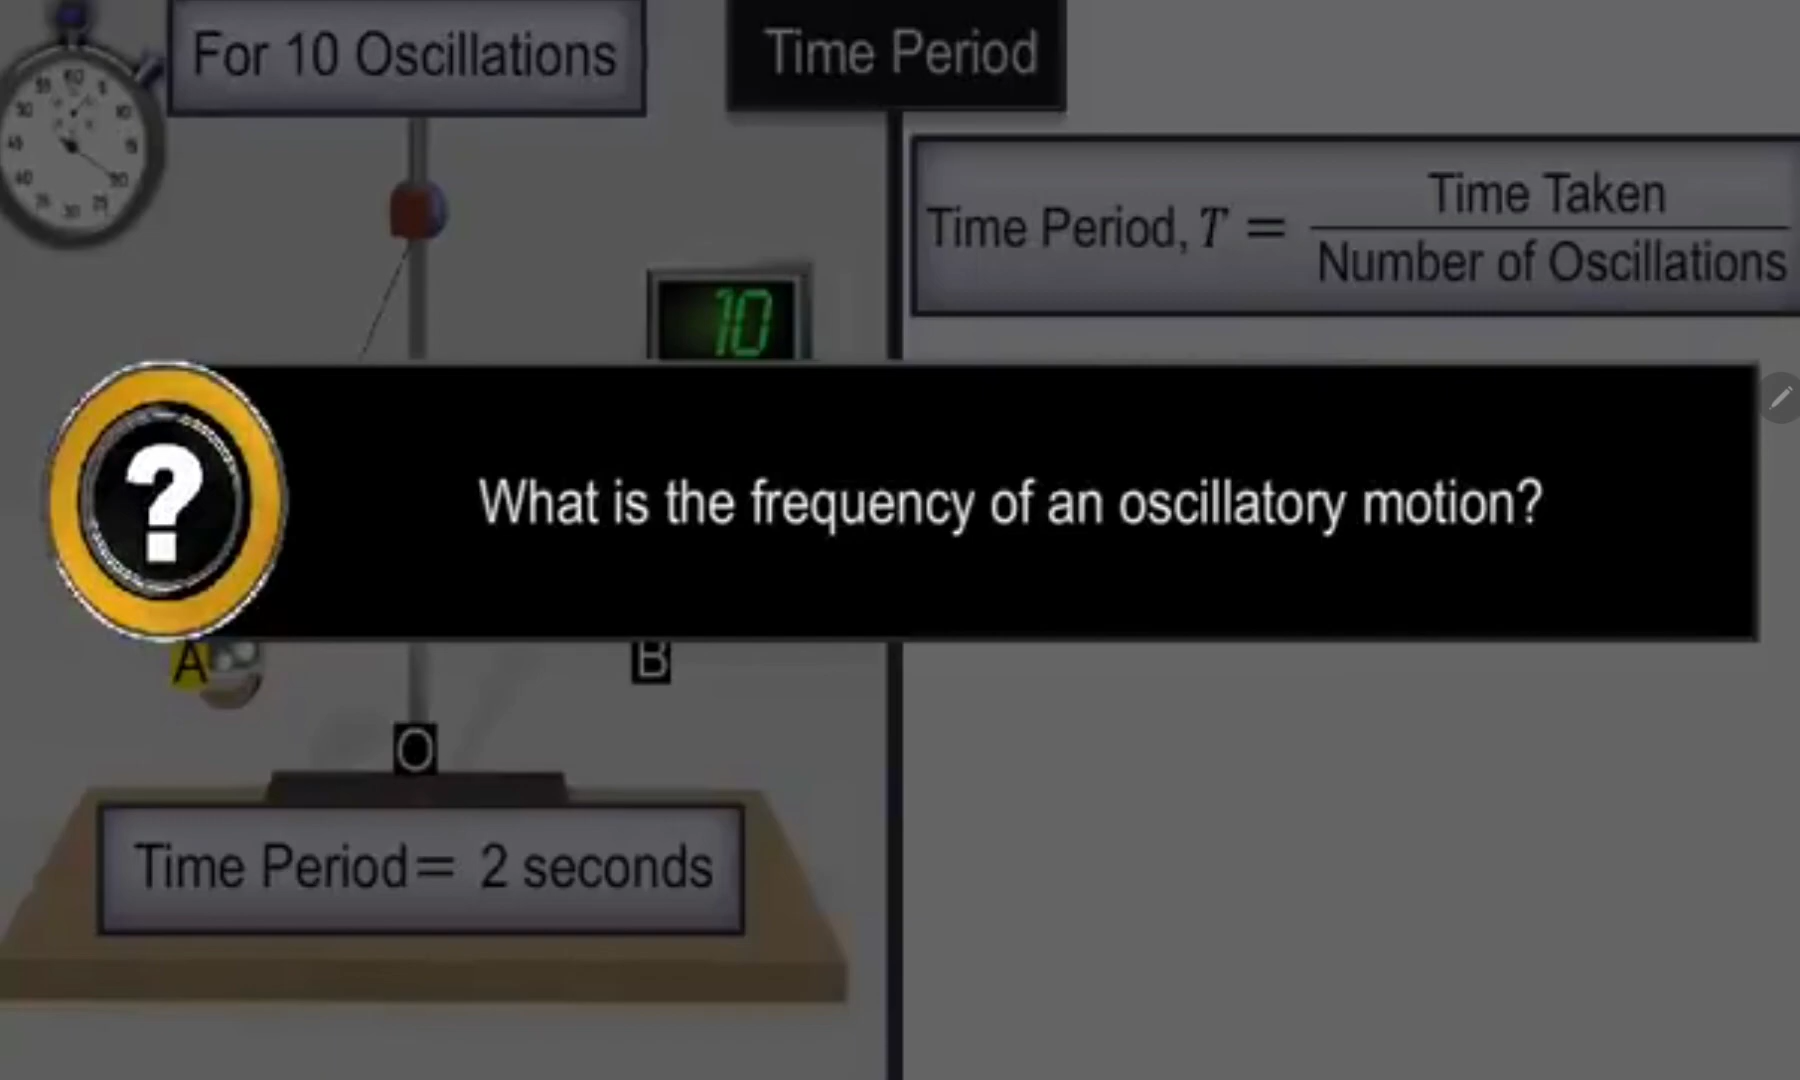 For 10 Oscillations
Time Period
Time Period, T = Time Taken
Number of Oscillations
10
?
What is the frequency of an oscillatory motion?
A
B
O
Time Period = 2 seconds